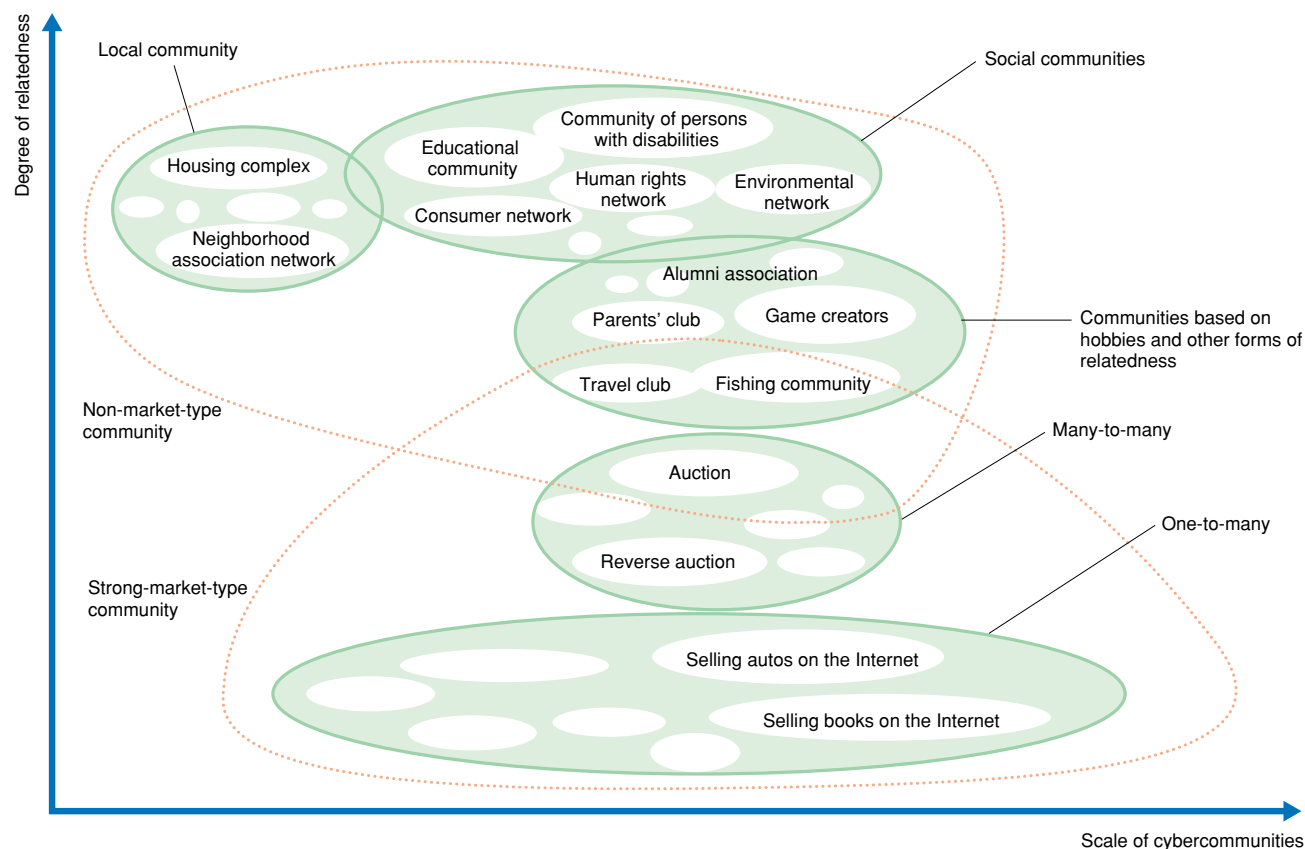 Degree of relatedness
Local community
Social communities
Community of persons
with disabilities
Educational
community
Housing complex
Human rights
network
Environmental
network
Consumer network
Neighborhood
association network
Alumni association
Parents’ club
Game creators
Communities based on
hobbies and other forms of
relatedness
Travel club
Fishing community
Non-market-type
community
Many-to-many
Auction
One-to-many
Reverse auction
Strong-market-type
community
Selling autos on the Internet
Selling books on the Internet
Scale of cybercommunities